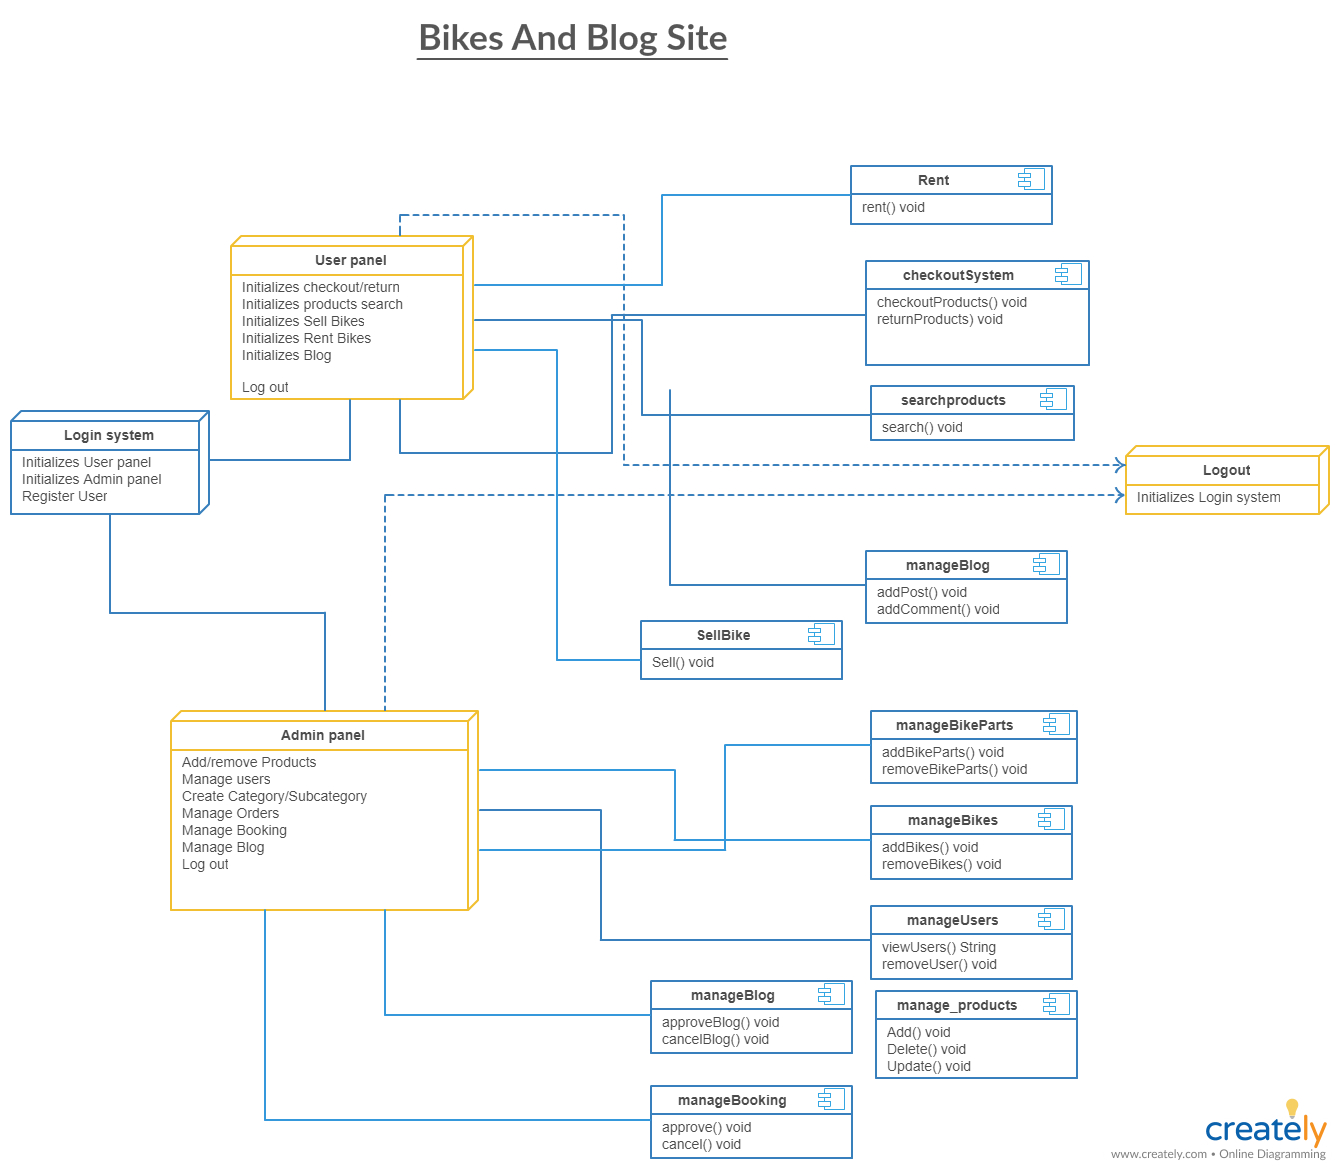 Bikes And Blog Site
Rent
rent() void
User panel
Initializes checkout/return
Initializes products search
Initializes Sell Bikes
Initializes Rent Bikes
Initializes Blog
Log out
checkoutSystem
checkoutProducts() void
returnProducts) void
searchproducts
search() void
Login system
Initializes User panel
Initializes Admin panel
Register User
Logout
Initializes Login system
manageBlog
addPost() void
addComment() void
SellBike
Sell() void
Admin panel
Add/remove Products
Manage users
Create Category/Subcategory
Manage Orders
Manage Booking
Manage Blog
Log out
manageBikeParts
addBikeParts() void
removeBikeParts() void
manageBikes
addBikes() void
removeBikes() void
manageUsers
viewUsers() String
removeUser() void
manageBlog
approveBlog() void
cancelBlog() void
manage_products
Add() void
Delete() void
Update() void
manageBooking
approve() void
cancel() void
creately
www.creately.com • Online Diagramming